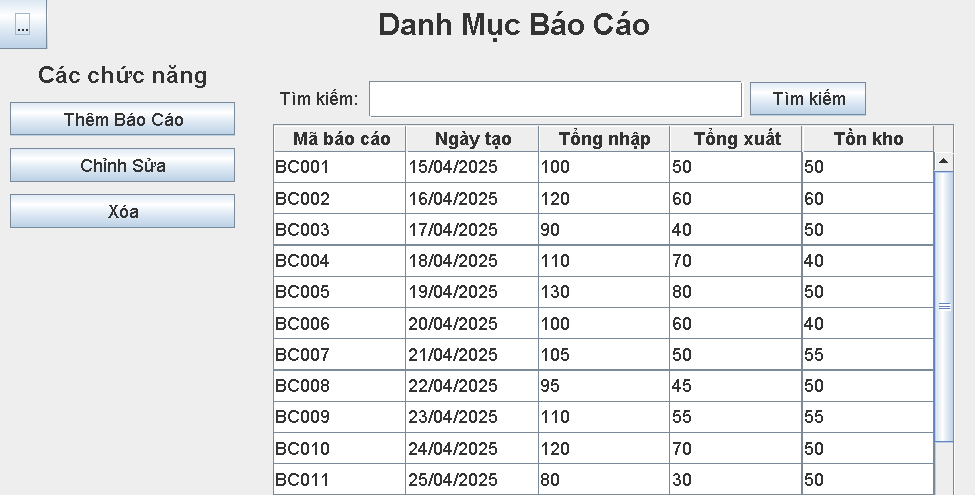 ...
Danh Mục Báo Cáo
Các chức năng
Thêm Báo Cáo
Chỉnh Sửa
Xóa
Tìm kiếm: Tìm kiếm
Mã báo cáo Ngày tạo Tổng nhập Tổng xuất Tồn kho
BC001 15/04/2025 100 50 50
BC002 16/04/2025 120 60 60
BC003 17/04/2025 90 40 50
BC004 18/04/2025 110 70 40
BC005 19/04/2025 130 80 50
BC006 20/04/2025 100 60 40
BC007 21/04/2025 105 50 55
BC008 22/04/2025 95 45 50
BC009 23/04/2025 110 55 55
BC010 24/04/2025 120 70 50
BC011 25/04/2025 80 30 50